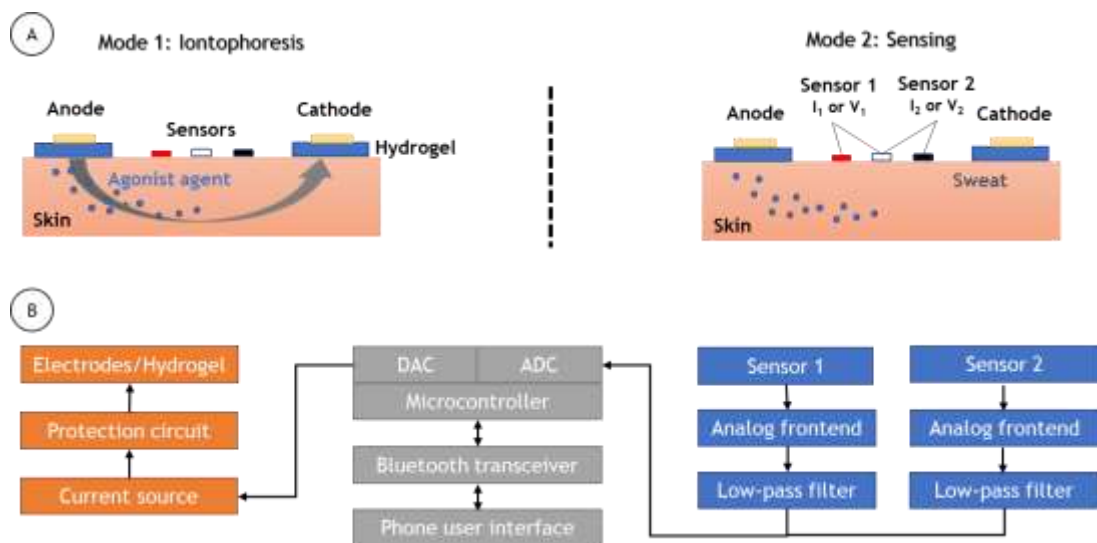 A
Mode 1: Iontophoresis
Anode
Sensors
Cathode
Hydrogel
Agonist agent
Skin
Mode 2: Sensing
Sensor 1
I1 or V1
Sensor 2
I2 or V2
Anode
Cathode
Sweat
Skin
B
Electrodes/Hydrogel
Protection circuit
Current source
DAC
ADC
Microcontroller
Bluetooth transceiver
Phone user interface
Sensor 1
Analog frontend
Low-pass filter
Sensor 2
Analog frontend
Low-pass filter